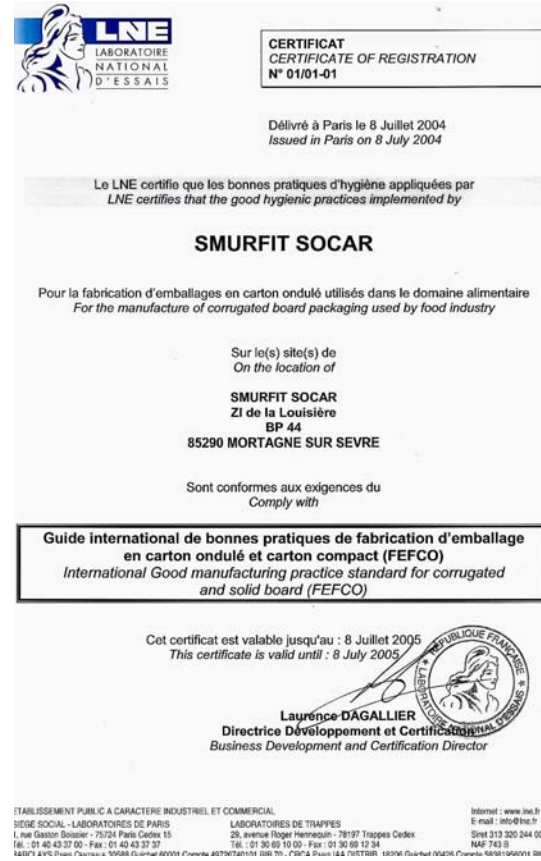 LNE
LABORATOIRE
NATIONAL
D'ESSAIS
CERTIFICAT
CERTIFICATE OF REGISTRATION
N° 01/01-01
Délivré à Paris le 8 Juillet 2004
Issued in Paris on 8 July 2004
Le LNE certifie que les bonnes pratiques d'hygiène appliquées par
LNE certifies that the good hygienic practices implemented by
SMURFIT SOCAR
Pour la fabrication d'emballages en carton ondulé utilisés dans le domaine alimentaire
For the manufacture of corrugated board packaging used by food industry
Sur le(s) site(s) de
On the location of
SMURFIT SOCAR
ZI de la Louisière
BP 44
85290 MORTAGNE SUR SEVRE
Sont conformes aux exigences du
Comply with
Guide international de bonnes pratiques de fabrication d'emballage
en carton ondulé et carton compact (FEFCO)
International Good manufacturing practice standard for corrugated
and solid board (FEFCO)
Cet certificat est valable jusqu'au : 8 Juillet 2005
This certificate is valid until : 8 July 2005
REPUBLIQUE FRANÇAISE
LABORATOIRE NATIONAL D'ESSAIS
Laurence DAGALLIER
Directrice Développement et Certification
Business Development and Certification Director
ETABLISSEMENT PUBLIC A CARACTERE INDUSTRIEL ET COMMERCIAL
SIEGE SOCIAL - LABORATOIRES DE PARIS
1, rue Gaston Boissier - 75724 Paris Cedex 15
Tél. : 01 40 43 37 00 - Fax : 01 40 43 37 37
LABORATOIRES DE TRAPPES
29, avenue Roger Hennequin - 78197 Trappes Cedex
Tél. : 01 30 69 10 00 - Fax : 01 30 69 12 34
Internet : www.lne.fr
E-mail : info@lne.fr
Siret 313 320 244 00
NAF 743 B